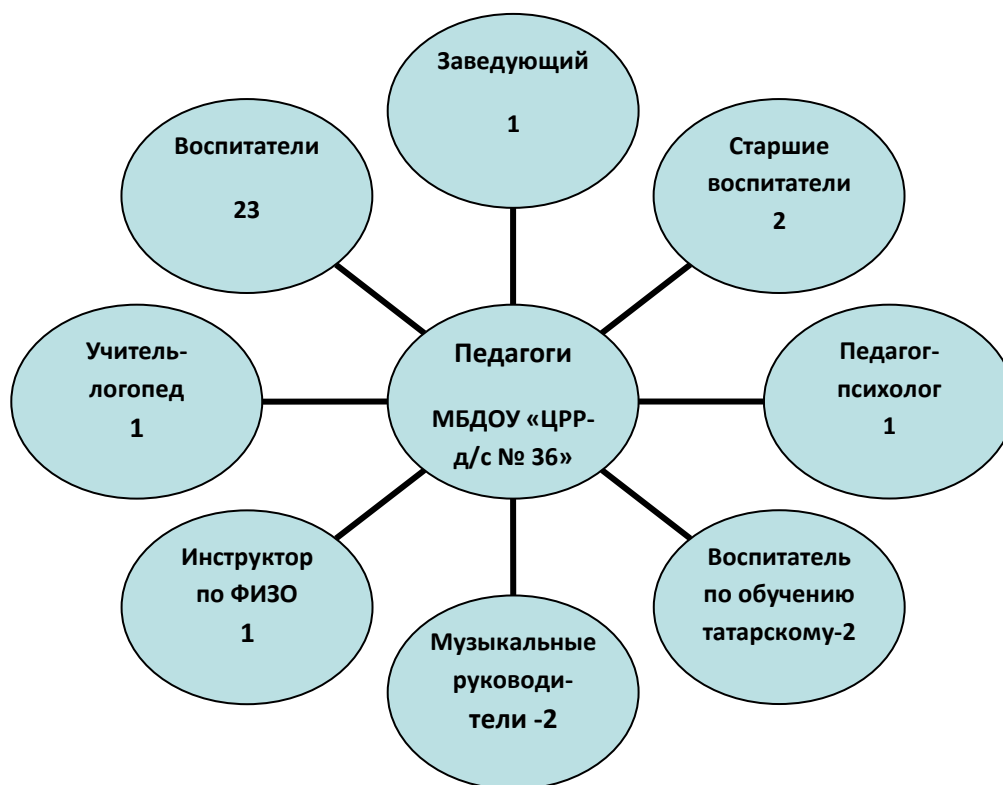 Заведующий
1
Воспитатели
23
Старшие
воспитатели
2
Учитель-
логопед
1
Педагоги
МБДОУ «ЦРР-
д/с № 36»
Педагог-
психолог
1
Инструктор
по ФИЗО
1
Музыкальные
руководи-
тели -2
Воспитатель
по обучению
татарскому-2